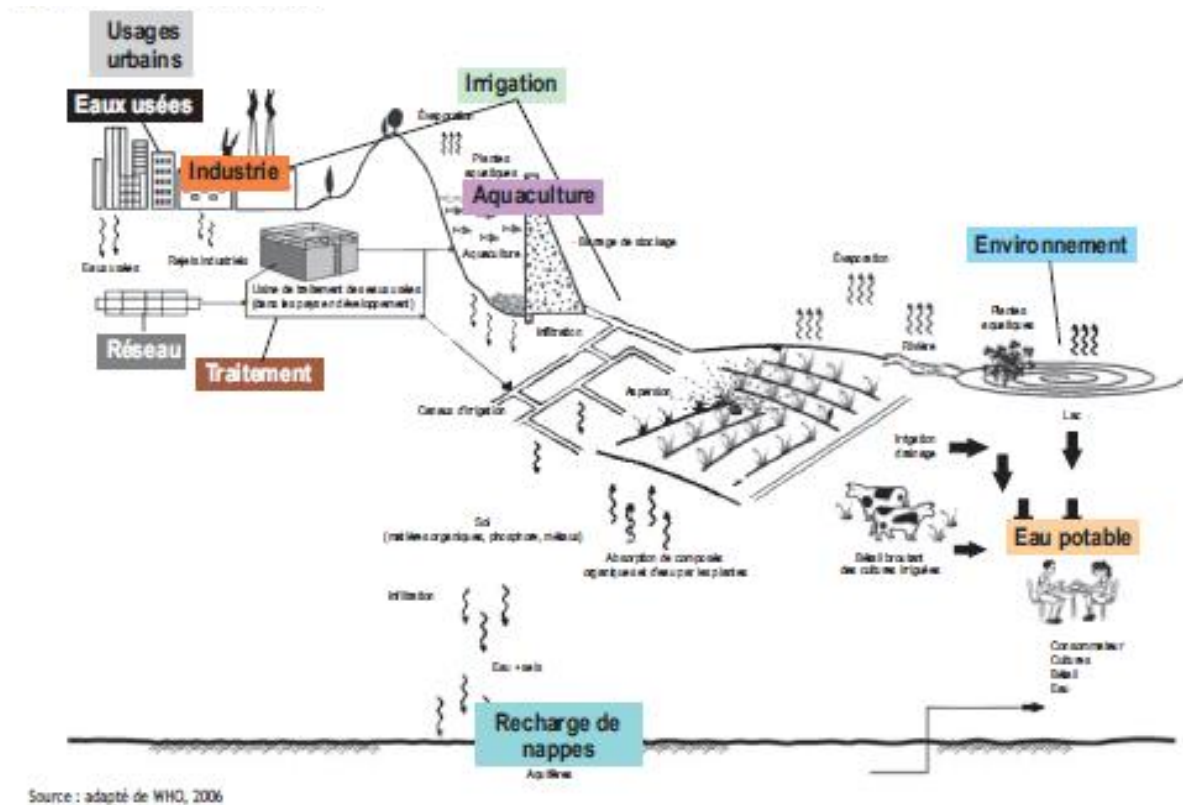 Usages
urbains
Eaux usées
Irrigation
Évaporation
Industrie
Plantes
aquatiques
Aquaculture
Aquaculture
Barrage de stockage
Environnement
Évaporation
Eaux usées
Rejets industriels
Usine de traitement des eaux usées
(dans les pays en développement)
Plantes
aquatiques
Réseau
Traitement
Infiltration
Rivière
Canaux d'irrigation
Aspersion
Lac
Irrigation
drainage
Sol
(matières organiques, phosphore, métaux)
Absorption de composés
organiques et d'eau par les plantes
Bétail broutant
des cultures irriguées
Eau potable
Infiltration
Eau + sels
Consommateur
Cultures
Bétail
Eau
Recharge de
nappes
Aquifères
Source : adapté de WHO, 2006